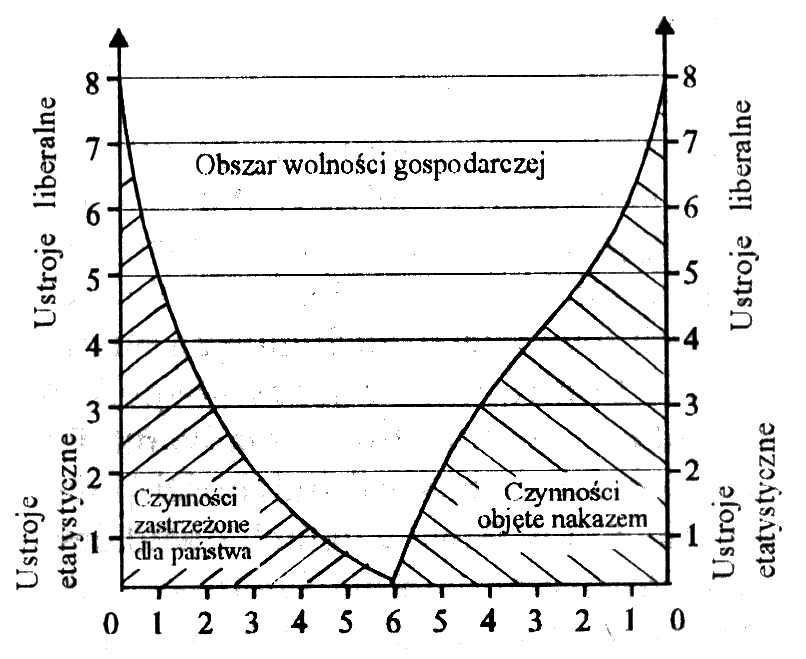 8
8
7
7
Obszar wolności gospodarczej
6
6
5
5
4
4
3
3
2
2
1
1
Ustroje liberalne
Ustroje etatystyczne
Ustroje liberalne
Ustroje etatystyczne
Czynności
zastrzeżone
dla państwa
Czynności
objęte nakazem
0 1 2 3 4 5 6 5 4 3 2 1 0